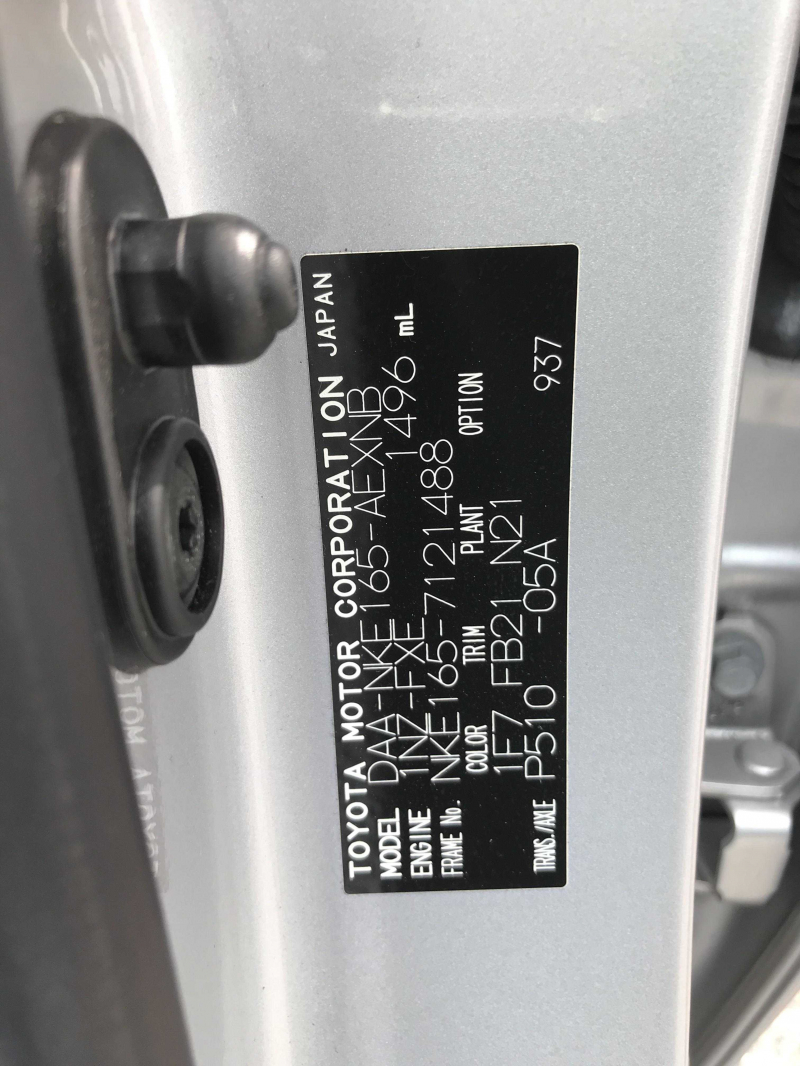 TOYOTA MOTOR CORPORATION JAPAN
MODEL DAA-NKE165-AEXNB
ENGINE 1NZ-FXE 1496 mL
FRAME No. NKE165-7121488
COLOR TRIM PLANT OPTION
1F7 FB21 N21
TRANS./AXLE P510 -05A 937